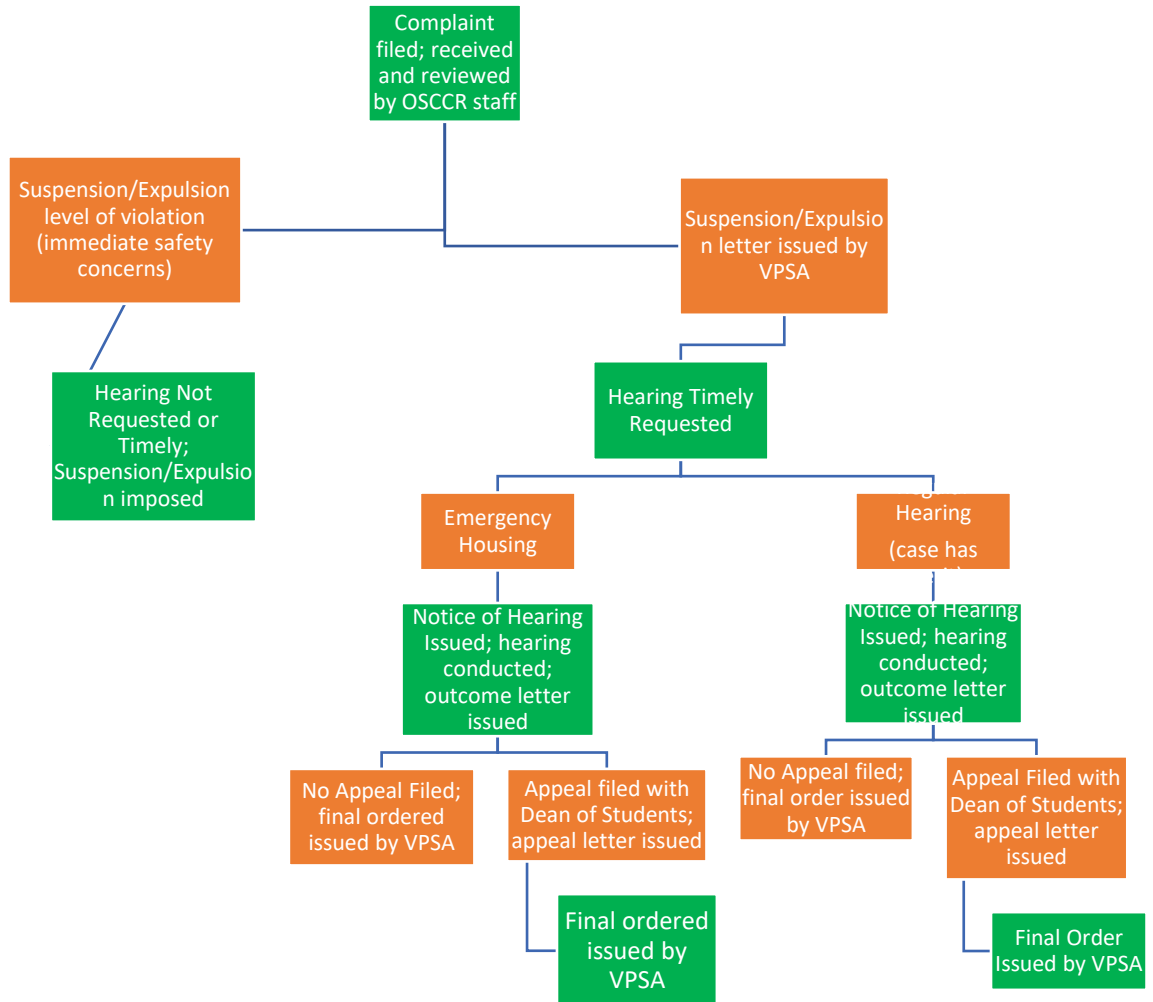 Complaint
filed; received
and reviewed
by OSCCR staff
Suspension/Expulsion
level of violation
(immediate safety
concerns)
Suspension/Expulsio
n letter issued by
VPSA
Hearing Not
Requested or
Timely;
Suspension/Expulsio
n imposed
Hearing Timely
Requested
Emergency
Housing
Hearing
(case has
Notice of Hearing
Issued; hearing
conducted;
outcome letter
issued
Notice of Hearing
Issued; hearing
conducted;
outcome letter
issued
No Appeal Filed;
final ordered
issued by VPSA
Appeal filed with
Dean of Students;
appeal letter issued
No Appeal filed;
final order issued
by VPSA
Appeal Filed with
Dean of Students;
appeal letter
issued
Final ordered
issued by
VPSA
Final Order
Issued by VPSA